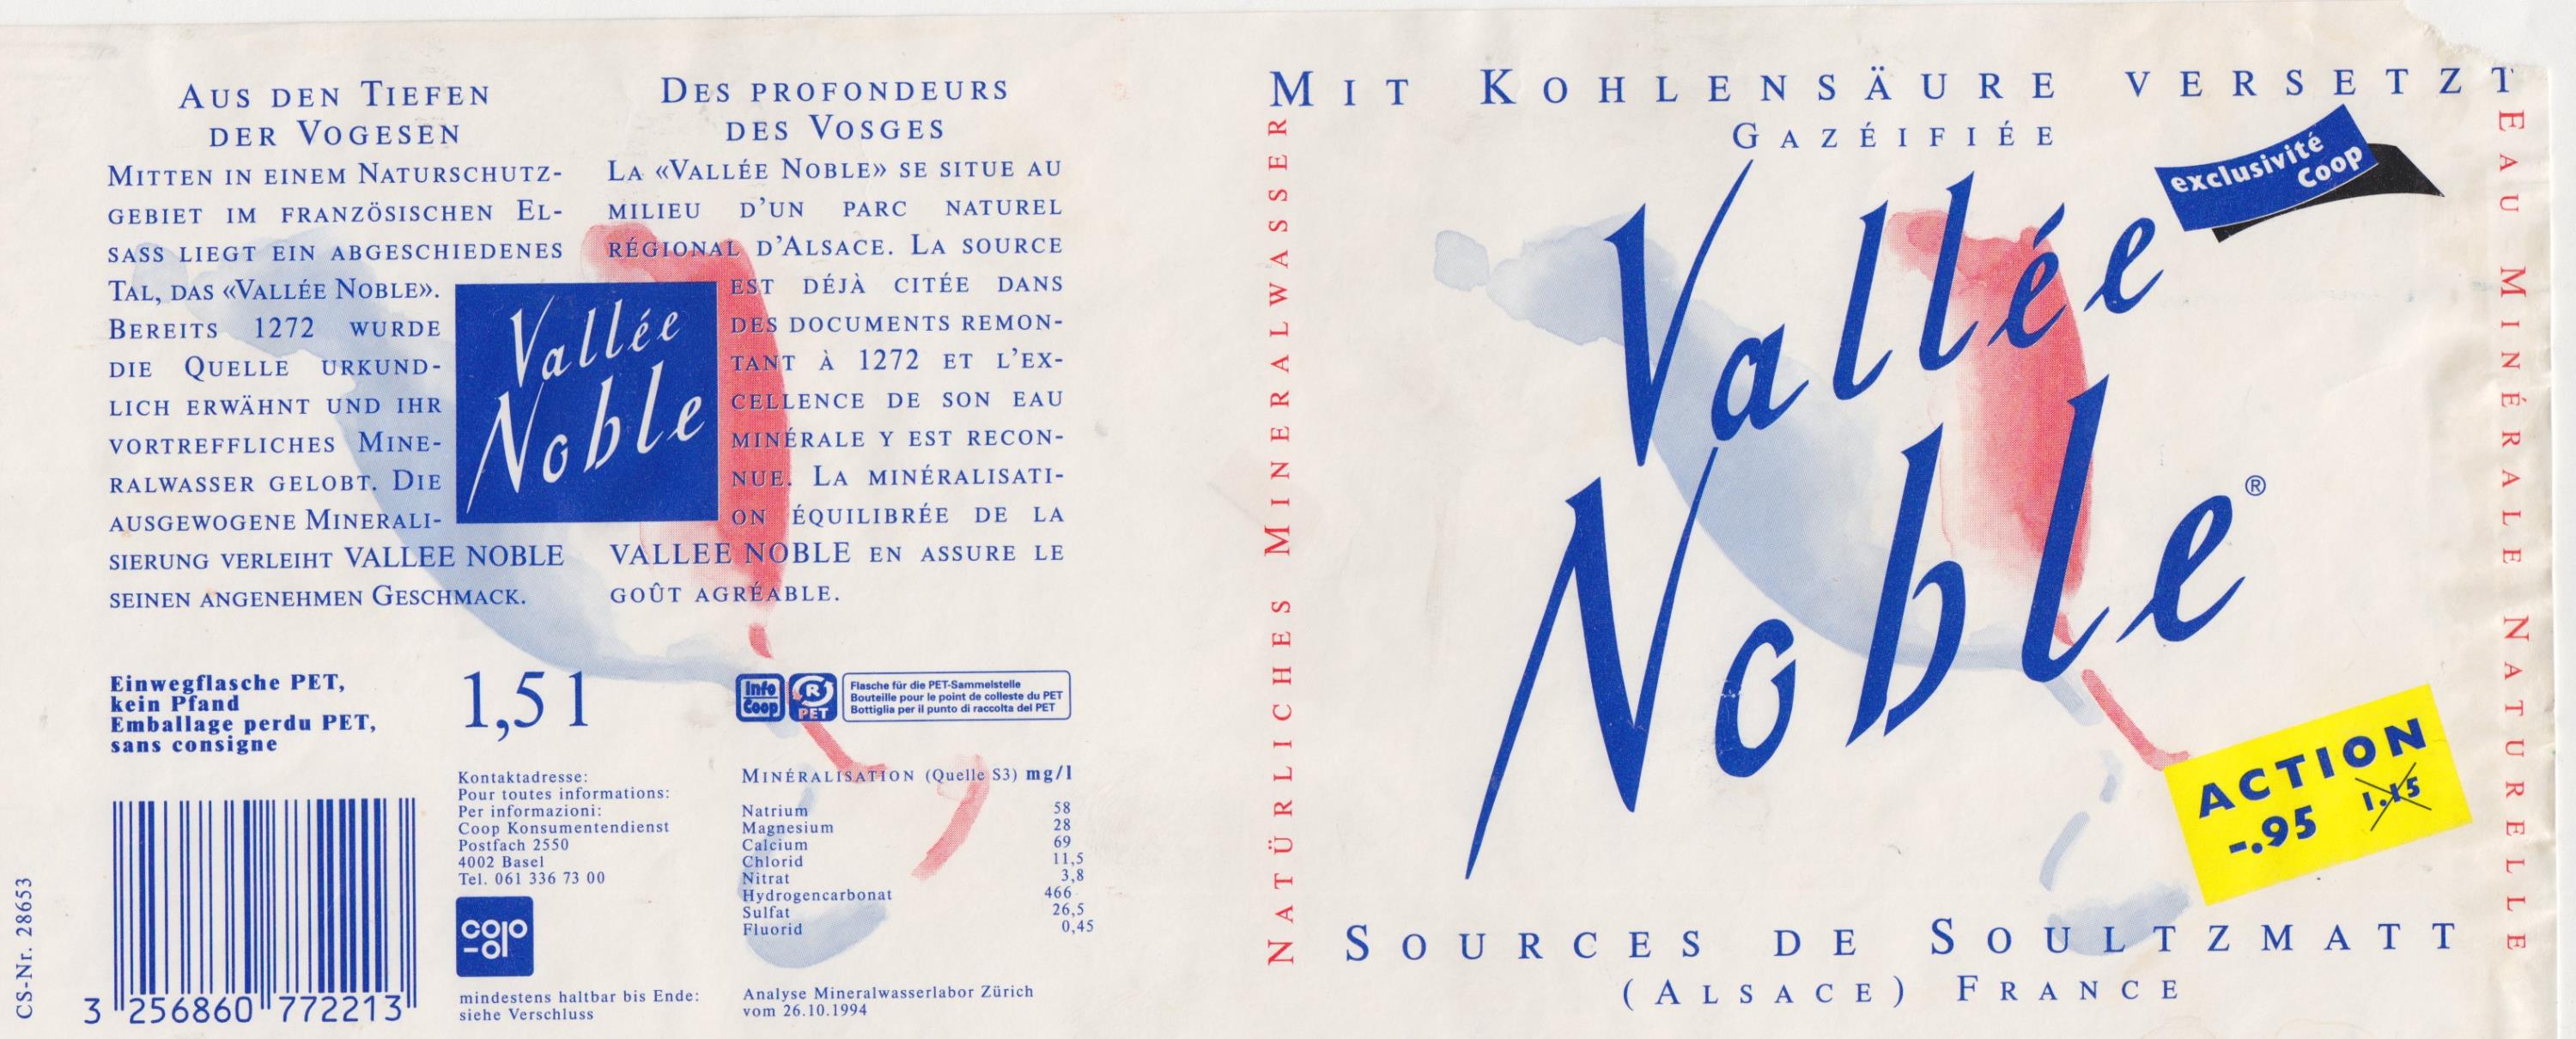 AUS DEN TIEFEN
DER VOGESEN
MITTEN IN EINEM NATURSCHUTZ-
GEBIET IM FRANZÖSISCHEN EL-
SASS LIEGT EIN ABGESCHIEDENES
TAL, DAS «VALLÉE NOBLE».
BEREITS 1272 WURDE
DIE QUELLE URKUND-
LICH ERWÄHNT UND IHR
VORTREFFLICHES MINE-
RALWASSER GELOBT. DIE
AUSGEWOGENE MINERALI-
SIERUNG VERLEIHT VALLEE NOBLE
SEINEN ANGENEHMEN GESCHMACK.
Vallée
Noble
DES PROFONDEURS
DES VOSGES
LA «VALLÉE NOBLE» SE SITUE AU
MILIEU D'UN PARC NATUREL
RÉGIONAL D'ALSACE. LA SOURCE
EST DÉJÀ CITÉE DANS
DES DOCUMENTS REMON-
TANT À 1272 ET L'EX-
CELLENCE DE SON EAU
MINÉRALE Y EST RECON-
NUE. LA MINÉRALISATI-
ON ÉQUILIBRÉE DE LA
VALLEE NOBLE EN ASSURE LE
GOÛT AGRÉABLE.
Einwegflasche PET,
kein Pfand
Emballage perdu PET,
sans consigne
1,5 l
Info
Coop
R
PET
Flasche für die PET-Sammelstelle
Bouteille pour le point de colleste du PET
Bottiglia per il punto di raccolta del PET
CS-Nr. 28653
3 256860 772213
Kontaktadresse:
Pour toutes informations:
Per informazioni:
Coop Konsumentendienst
Postfach 2550
4002 Basel
Tel. 061 336 73 00
coop
mindestens haltbar bis Ende:
siehe Verschluss
MINÉRALISATION (Quelle S3) mg/l
Natrium 58
Magnesium 28
Calcium 69
Chlorid 11,5
Nitrat 3,8
Hydrogencarbonat 466
Sulfat 26,5
Fluorid 0,45
Analyse Mineralwasserlabor Zürich
vom 26.10.1994
NATÜRLICHES MINERALWASSER
MIT KOHLENSÄURE VERSETZT
GAZÉIFIÉE
exclusivité
Coop
Vallée
Noble®
ACTION
-.95 1.15
SOURCES DE SOULTZMATT
(ALSACE) FRANCE
EAU MINÉRALE NATURELLE